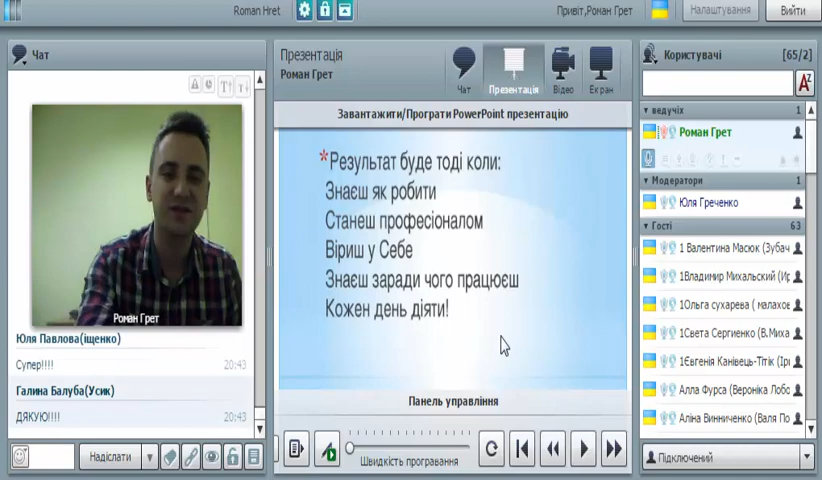 Roman Hret
Привіт,Роман Грет
Налаштування
Вийти
Чат
Роман Грет
Юля Павлова(іщенко)
Супер!!!! 20:43
Галина Балуба(Усик)
ДЯКУЮ!!!! 20:43
Надіслати
Презентація
Роман Грет
Чат
Презентація
Відео
Екран
Завантажити/Програти PowerPoint презентацію
*Результат буде тоді коли:
Знаєш як робити
Станеш професіоналом
Віриш у Себе
Знаєш заради чого працюєш
Кожен день діяти!
Панель управління
Швидкість програвання
Користувачі [65/2]
ведучіх 1
Роман Грет
Модератори 1
Юля Греченко
Гості 63
1 Валентина Масюк (Зубач
1Владимир Михальский (Ир
1Ольга сухарева ( малахов
1Света Сергиенко (В.Миха
1Євгенія Канівець-Тітік (Ірі
Алла Фурса (Вероніка Лобо
Аліна Винниченко (Валя По
Підключений